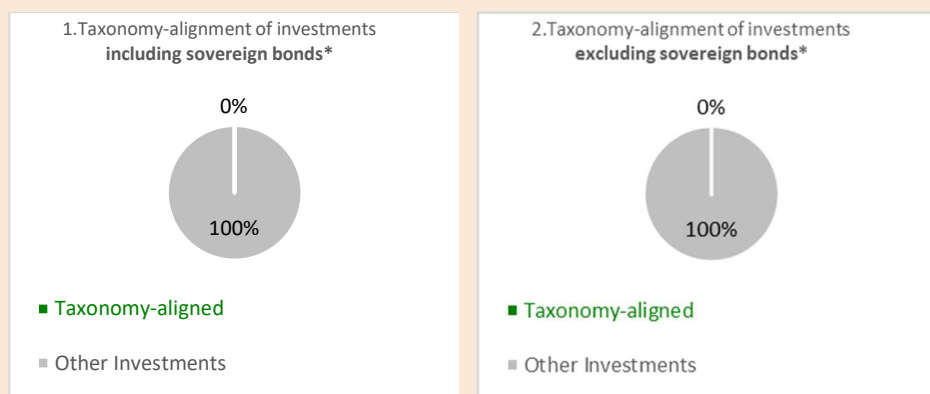 1.Taxonomy-alignment of investments
including sovereign bonds*
0%
100%
Taxonomy-aligned
Other Investments
2.Taxonomy-alignment of investments
excluding sovereign bonds*
0%
100%
Taxonomy-aligned
Other Investments